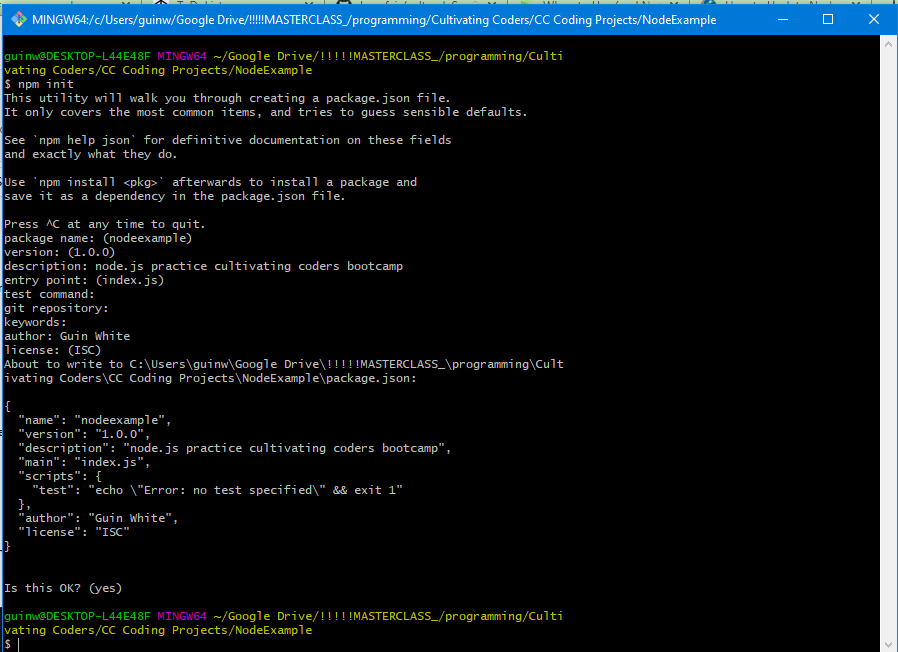 MINGW64:/c/Users/guinw/Google Drive/!!!!!MASTERCLASS_/programming/Cultivating Coders/CC Coding Projects/NodeExample
guinw@DESKTOP-L44E48F MINGW64 ~/Google Drive/!!!!!MASTERCLASS_/programming/Culti
vating Coders/CC Coding Projects/NodeExample
$ npm init
This utility will walk you through creating a package.json file.
It only covers the most common items, and tries to guess sensible defaults.
See `npm help json` for definitive documentation on these fields
and exactly what they do.
Use `npm install <pkg>` afterwards to install a package and
save it as a dependency in the package.json file.
Press ^C at any time to quit.
package name: (nodeexample)
version: (1.0.0)
description: node.js practice cultivating coders bootcamp
entry point: (index.js)
test command:
git repository:
keywords:
author: Guin White
license: (ISC)
About to write to C:\Users\guinw\Google Drive\!!!!!MASTERCLASS_\programming\Cult
ivating Coders\CC Coding Projects\NodeExample\package.json:
{
  "name": "nodeexample",
  "version": "1.0.0",
  "description": "node.js practice cultivating coders bootcamp",
  "main": "index.js",
  "scripts": {
    "test": "echo \"Error: no test specified\" && exit 1"
  },
  "author": "Guin White",
  "license": "ISC"
}
Is this OK? (yes)
guinw@DESKTOP-L44E48F MINGW64 ~/Google Drive/!!!!!MASTERCLASS_/programming/Culti
vating Coders/CC Coding Projects/NodeExample
$